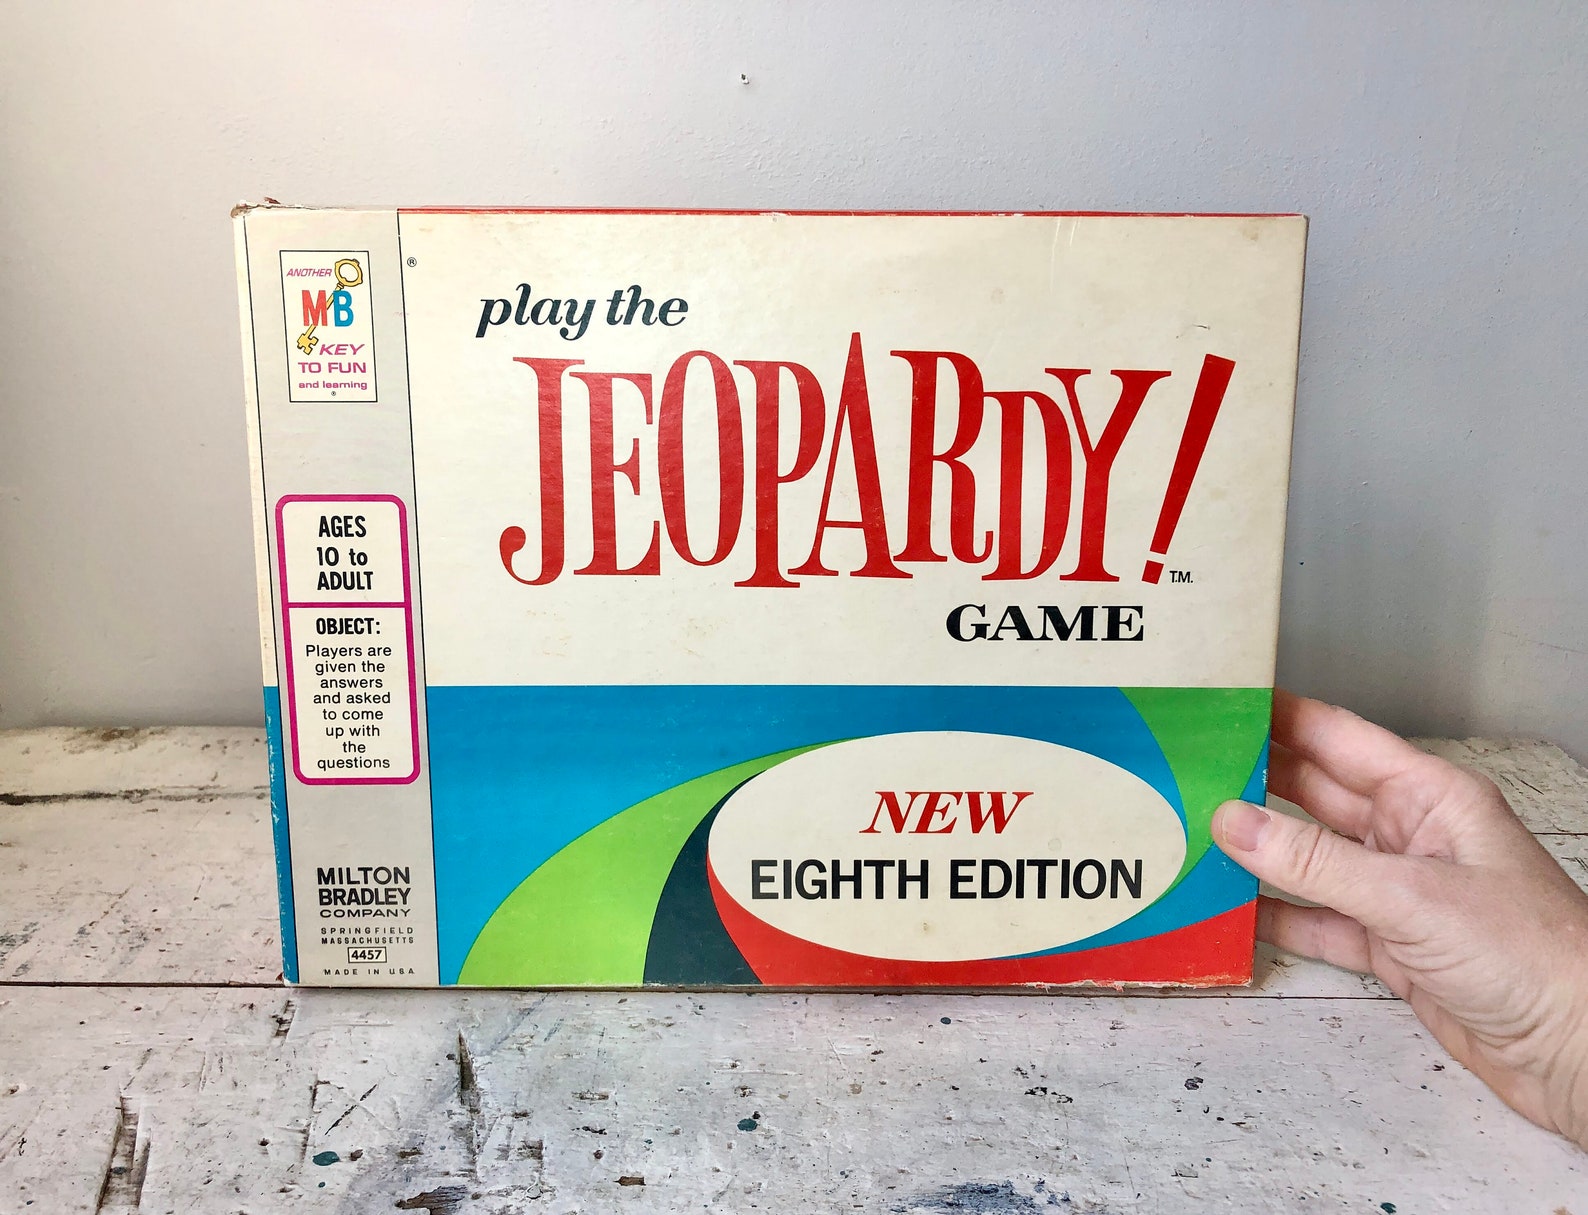 ANOTHER
MB
®
KEY
TO FUN
and learning
®
AGES
10 to
ADULT
OBJECT:
Players are
given the
answers
and asked
to come
up with
the
questions
MILTON
BRADLEY
COMPANY
SPRINGFIELD
MASSACHUSETTS
4457
MADE IN USA
play the
JEOPARDY!
T.M.
GAME
NEW
EIGHTH EDITION